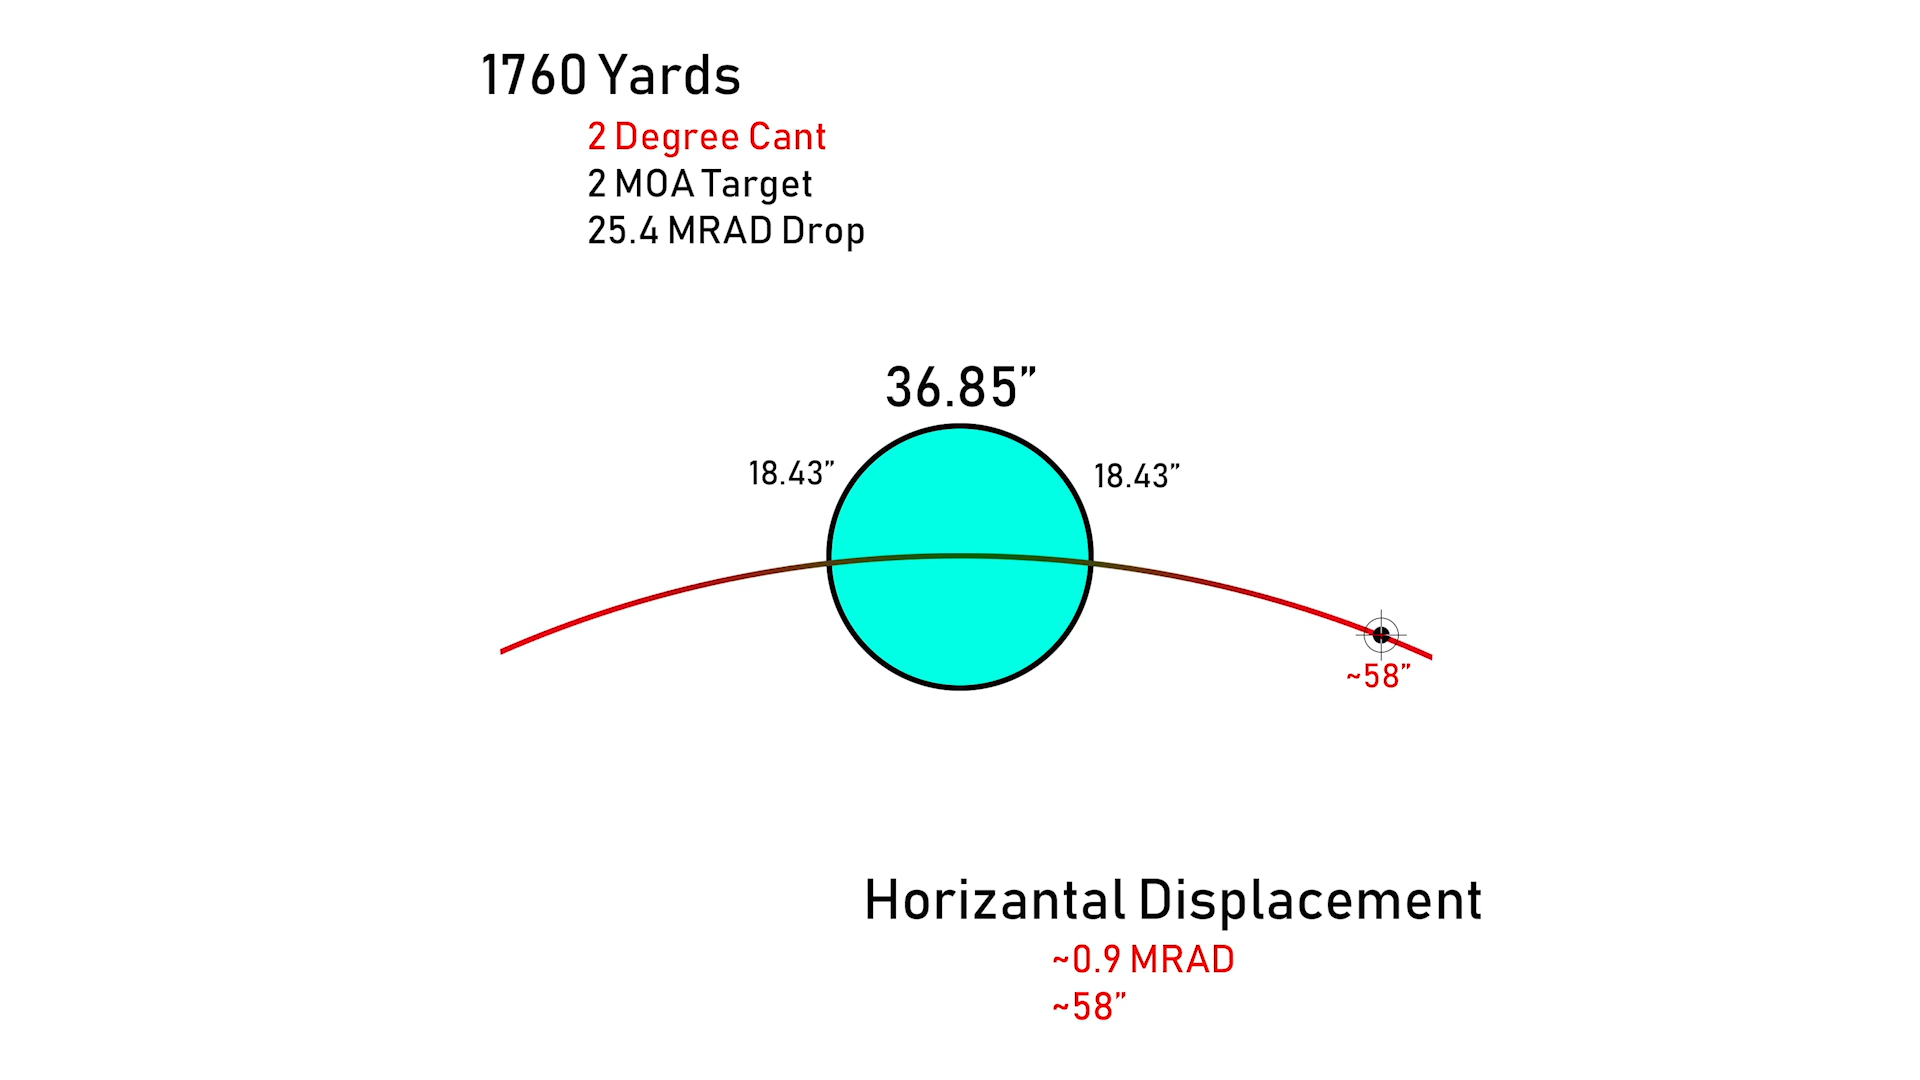 1760 Yards
2 Degree Cant
2 MOA Target
25.4 MRAD Drop
36.85”
18.43”
18.43”
~58”
Horizantal Displacement
~0.9 MRAD
~58”